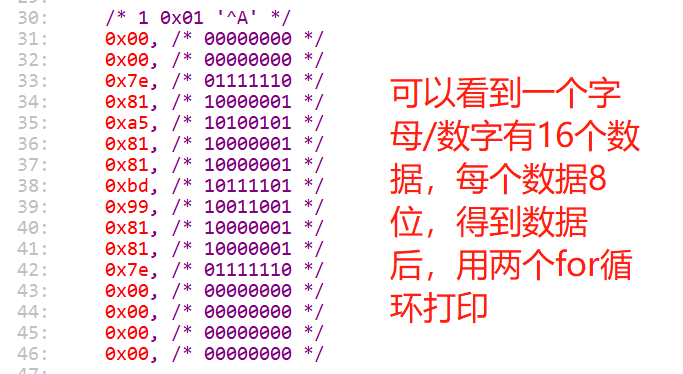 30: /* 1 0x01 '^A' */
31: 0x00, /* 00000000 */
32: 0x00, /* 00000000 */
33: 0x7e, /* 01111110 */
34: 0x81, /* 10000001 */
35: 0xa5, /* 10100101 */
36: 0x81, /* 10000001 */
37: 0x81, /* 10000001 */
38: 0xbd, /* 10111101 */
39: 0x99, /* 10011001 */
40: 0x81, /* 10000001 */
41: 0x81, /* 10000001 */
42: 0x7e, /* 01111110 */
43: 0x00, /* 00000000 */
44: 0x00, /* 00000000 */
45: 0x00, /* 00000000 */
46: 0x00, /* 00000000 */
可以看到一个字
母/数字有16个数
据，每个数据8
位，得到数据
后，用两个for循
环打印